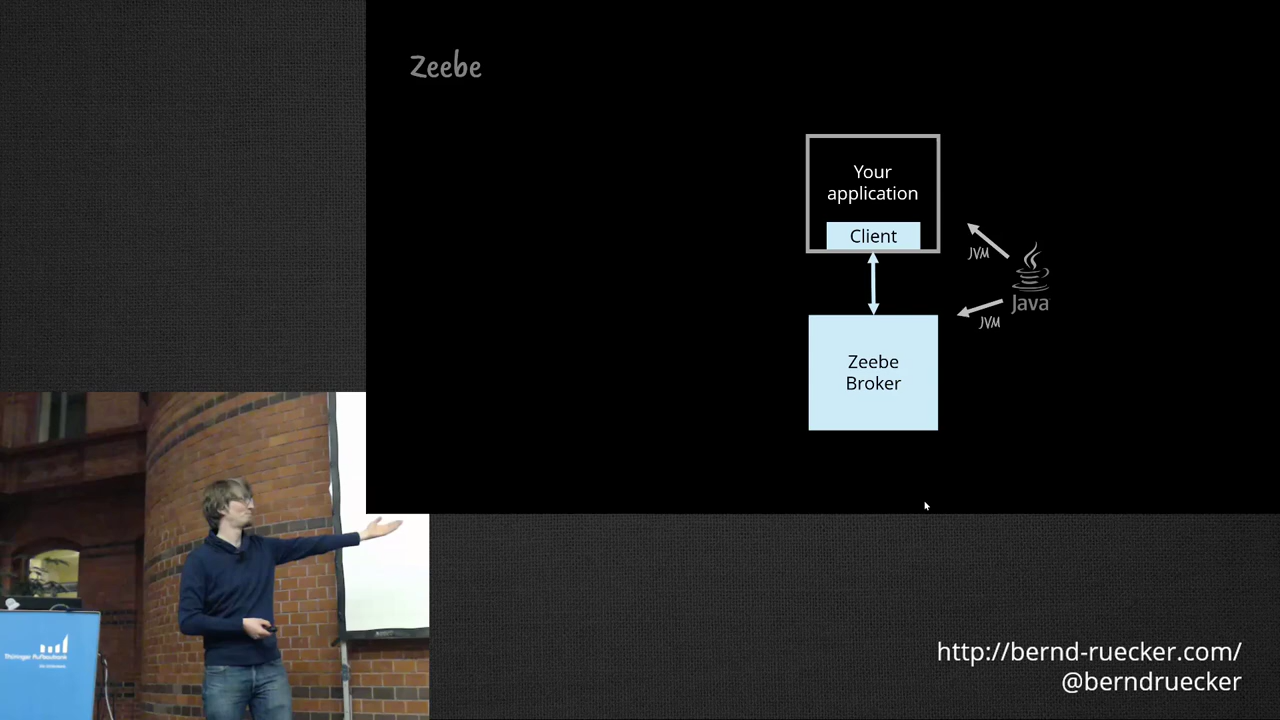 Zeebe
Your
application
Client
JVM
Java
JVM
Zeebe
Broker
http://bernd-ruecker.com/
@berndruecker